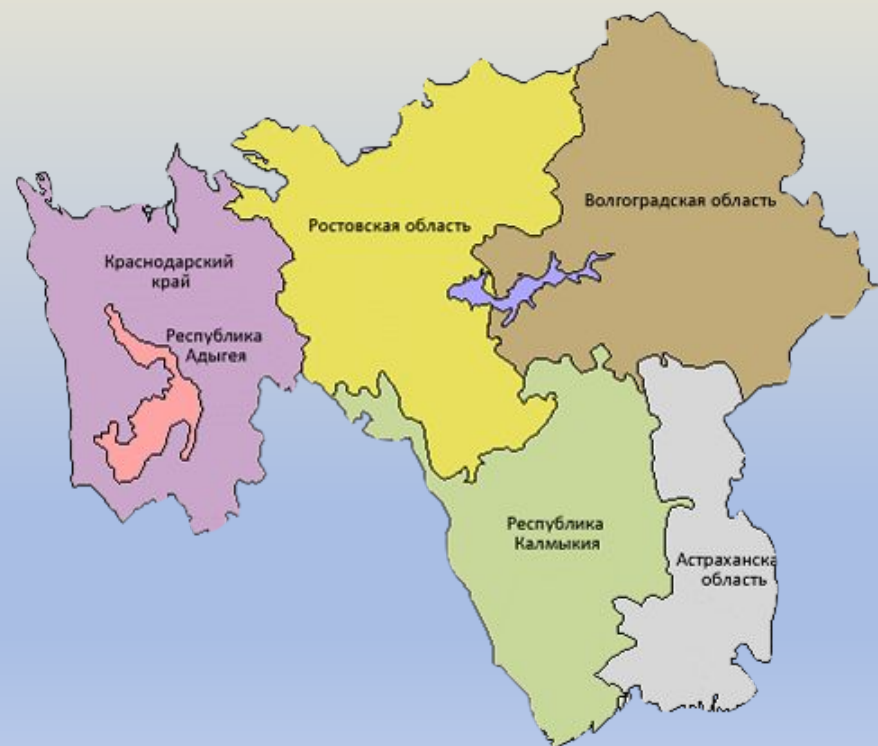 Волгоградская область
Ростовская область
Краснодарский
край
Республика
Адыгея
Республика
Калмыкия
Астраханска
область